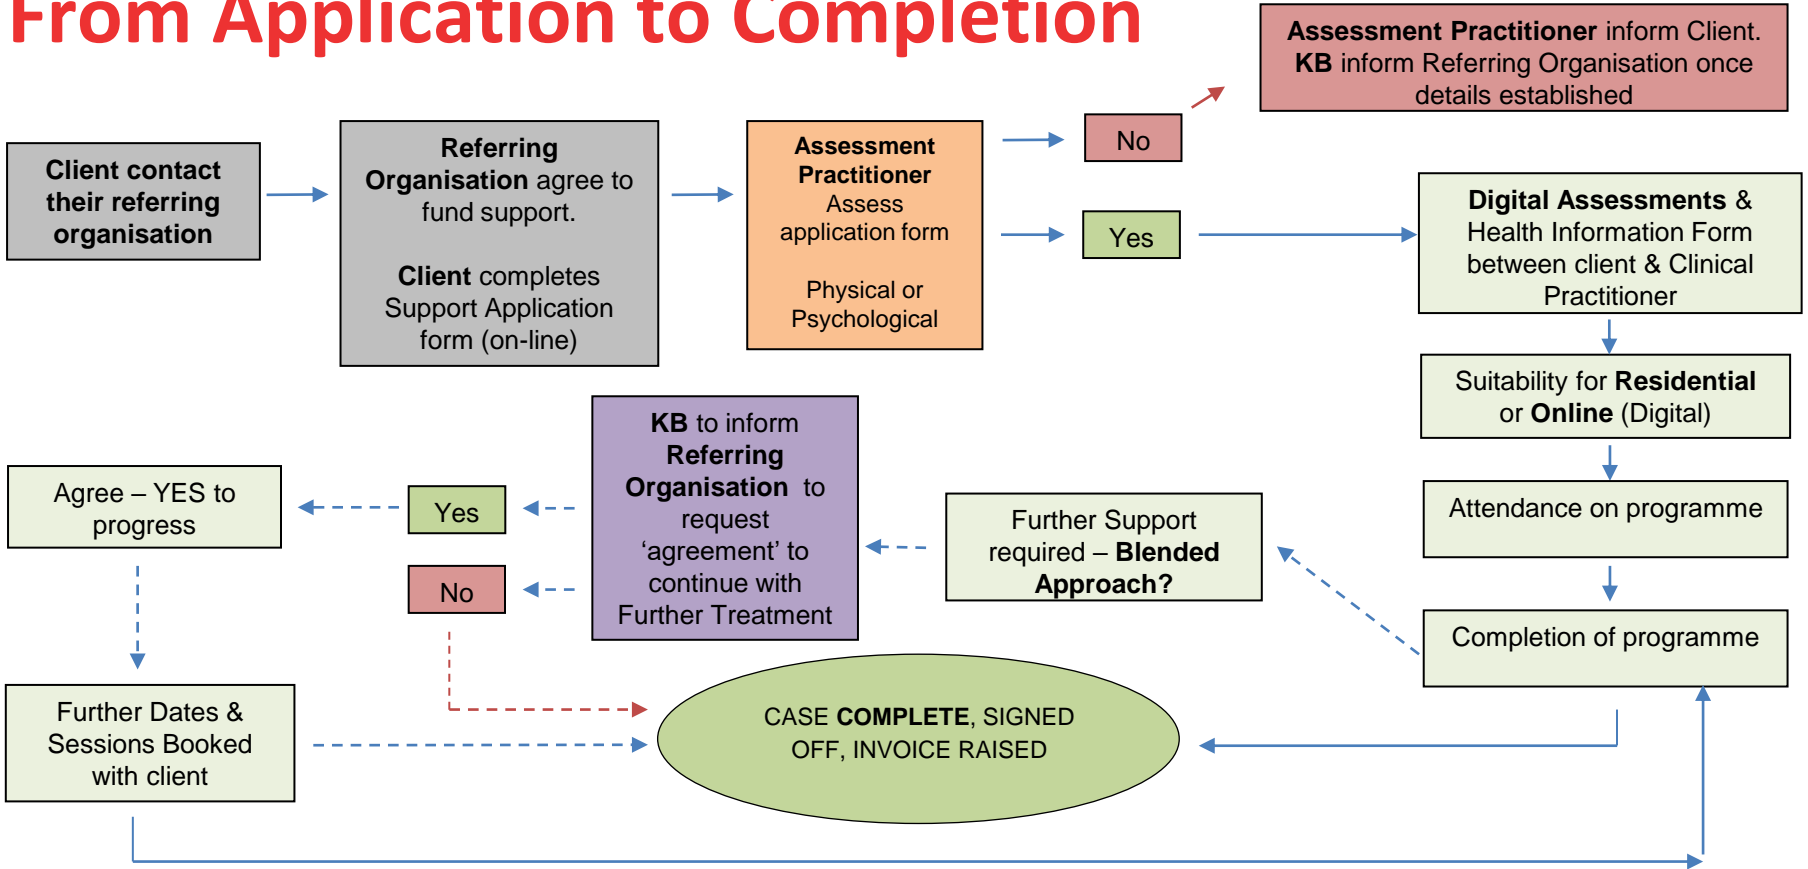 From Application to Completion
Assessment Practitioner inform Client.
KB inform Referring Organisation once
details established
Client contact
their referring
organisation
Referring
Organisation agree to
fund support.
Client completes
Support Application
form (on-line)
Assessment
Practitioner
Assess
application form
Physical or
Psychological
No
Yes
Digital Assessments &
Health Information Form
between client & Clinical
Practitioner
Suitability for Residential
or Online (Digital)
Attendance on programme
Completion of programme
Further Support
required – Blended
Approach?
KB to inform
Referring
Organisation to
request
‘agreement’ to
continue with
Further Treatment
Yes
No
Agree – YES to
progress
Further Dates &
Sessions Booked
with client
CASE COMPLETE, SIGNED
OFF, INVOICE RAISED